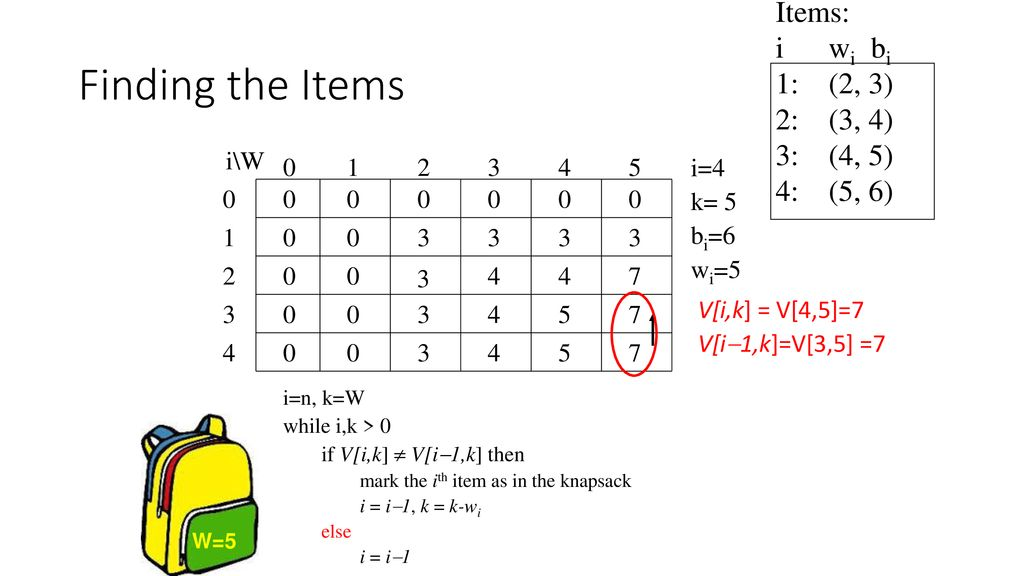 Finding the Items
Items:
i wi bi
1: (2, 3)
2: (3, 4)
3: (4, 5)
4: (5, 6)
i\W 0 1 2 3 4 5
0 0 0 0 0 0 0
1 0 0 3 3 3 3
2 0 0 3 4 4 7
3 0 0 3 4 5 7
4 0 0 3 4 5 7
i=4
k= 5
bi=6
wi=5
V[i,k] = V[4,5]=7
V[i−1,k]=V[3,5] =7
i=n, k=W
while i,k > 0
if V[i,k] ≠ V[i−1,k] then
mark the ith item as in the knapsack
i = i−1, k = k-wi
else
i = i−1
W=5